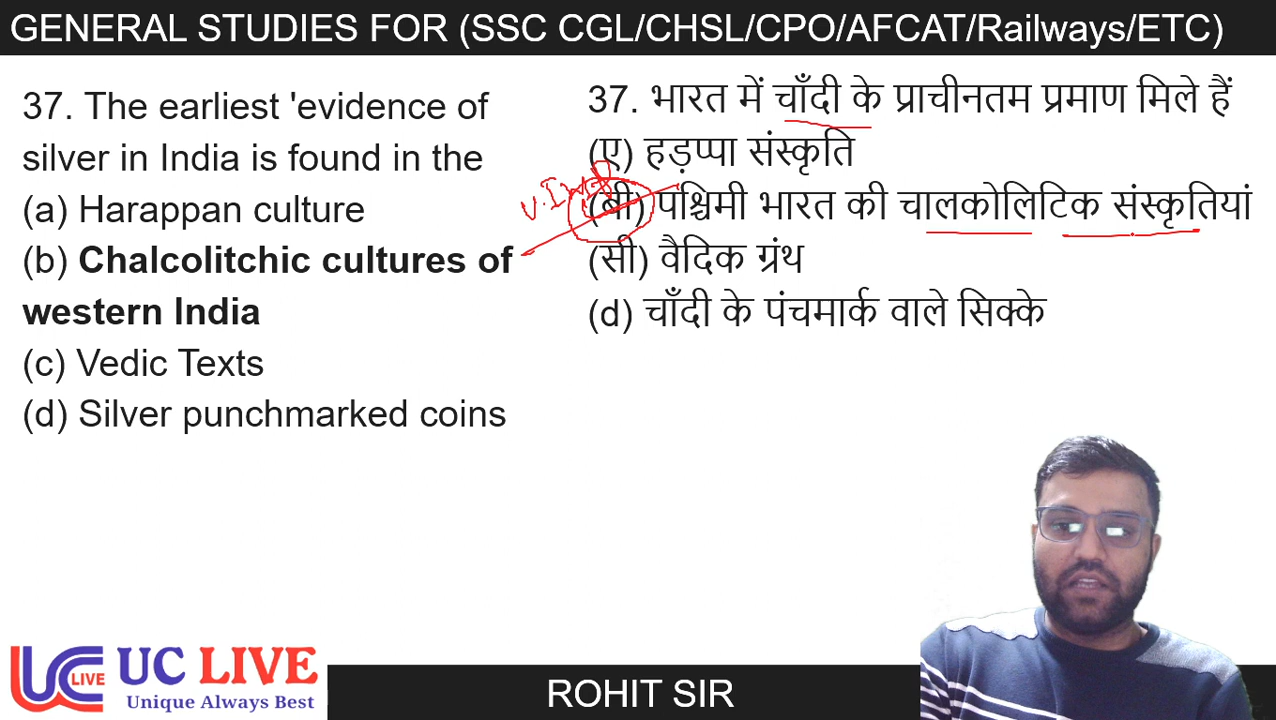 GENERAL STUDIES FOR (SSC CGL/CHSL/CPO/AFCAT/Railways/ETC)
37. The earliest 'evidence of
silver in India is found in the
(a) Harappan culture
(b) Chalcolitchic cultures of
western India
(c) Vedic Texts
(d) Silver punchmarked coins
37. भारत में चाँदी के प्राचीनतम प्रमाण मिले हैं
(ए) हड़प्पा संस्कृति
V. Imp
(बी) पश्चिमी भारत की चालकोलिटिक संस्कृतियां
(सी) वैदिक ग्रंथ
(d) चाँदी के पंचमार्क वाले सिक्के
UC LIVE
LIVE
Unique Always Best
ROHIT SIR